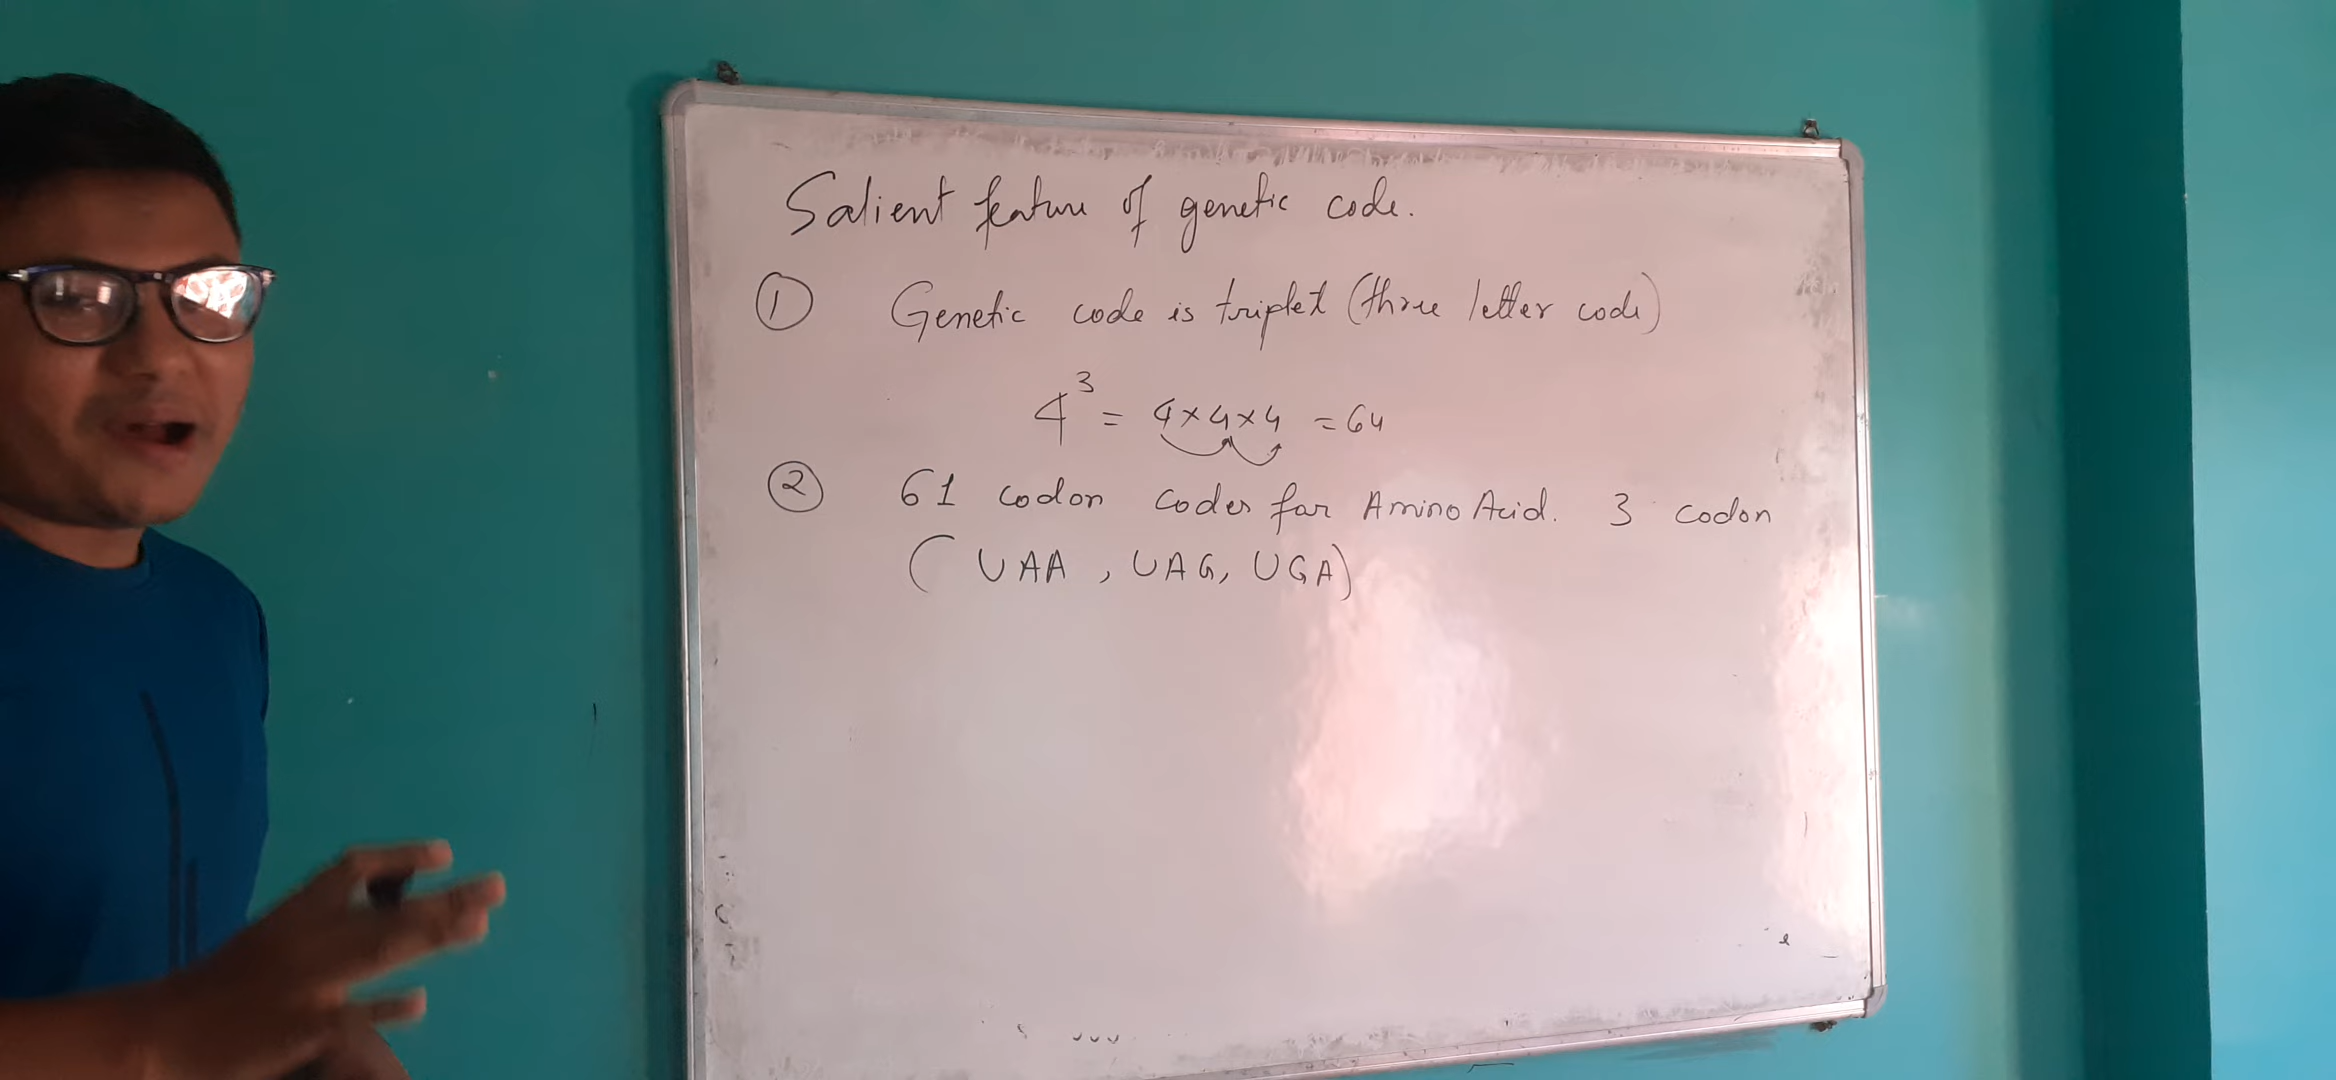 Salient feature of genetic code.
① Genetic code is triplet (three letter code)
4³ = 4×4×4 = 64
② 61 codon codes for Amino Acid. 3 codon
( UAA , UAG, UGA)